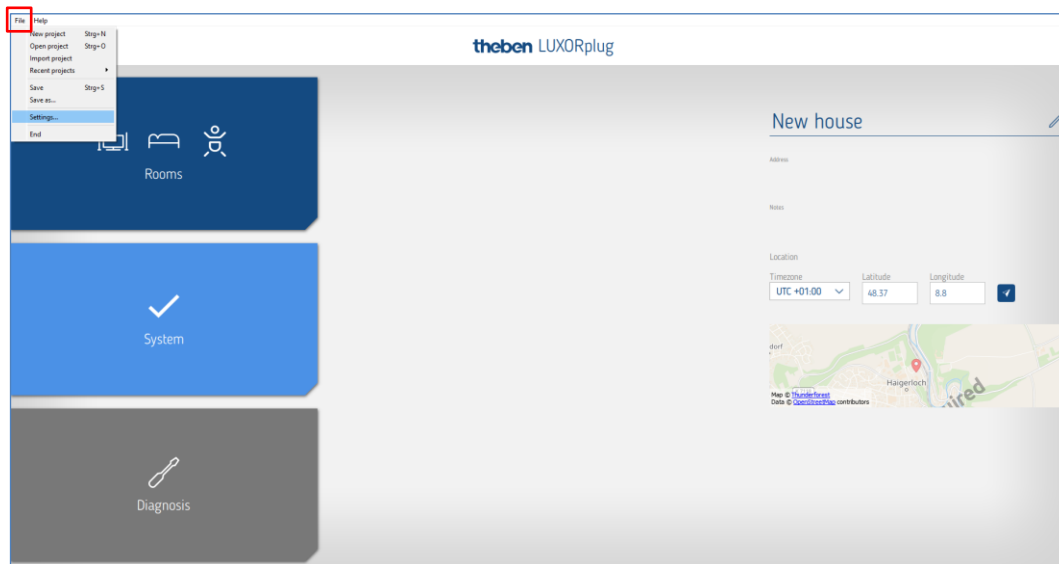 File Help
New project Strg+N
Open project Strg+O
Import project
Recent projects
Save Strg+S
Save as...
Settings...
End
theben LUXORplug
Rooms
System
Diagnosis
New house
Address
Notes
Location
Timezone Latitude Longitude
UTC +01:00 48.37 8.8
dorf
Haigerloch
ired
Map © Thunderforest
Data © OpenStreetMap contributors